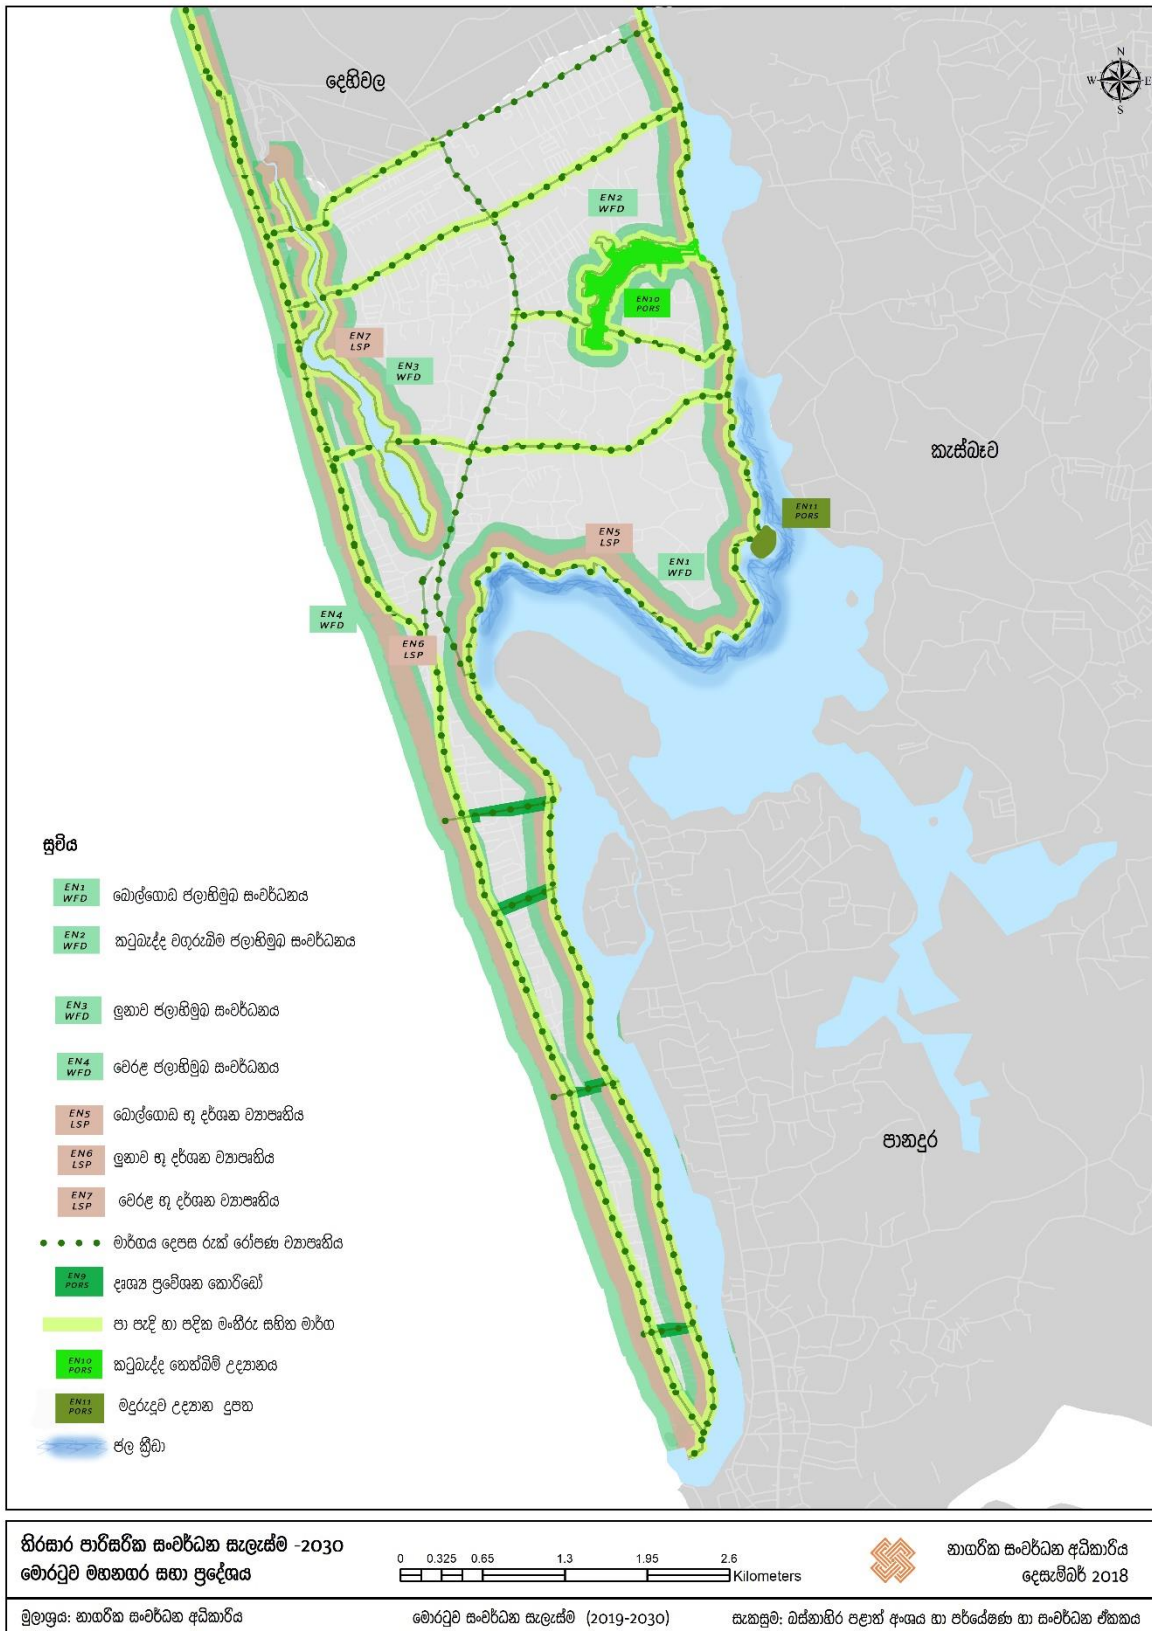 දෙහිවල
N
W E
S
EN2
WFD
EN10
PORS
EN7
LSP
EN3
WFD
කැස්බෑව
EN11
PORS
EN5
LSP
EN1
WFD
EN4
WFD
EN6
LSP
පානදුර
සුචිය
EN1
WFD
බොල්ගොඩ ජලාභිමුඛ සංවර්ධනය
EN2
WFD
කටුබැද්ද වගුරුබිම ජලාභිමුඛ සංවර්ධනය
EN3
WFD
ලුනාව ජලාභිමුඛ සංවර්ධනය
EN4
WFD
වෙරළ ජලාභිමුඛ සංවර්ධනය
EN5
LSP
බොල්ගොඩ භූ දර්ශන ව්‍යාපෘතිය
EN6
LSP
ලුනාව භූ දර්ශන ව්‍යාපෘතිය
EN7
LSP
වෙරළ භූ දර්ශන ව්‍යාපෘතිය
මාර්ගය දෙපස රුක් රෝපණ ව්‍යාපෘතිය
EN9
PORS
දෘශ්‍ය ප්‍රවේශන කොරිඩෝ
පා පැදි හා පදික මංතීරු සහිත මාර්ග
EN10
PORS
කටුබැද්ද තෙත්බිම් උද්‍යානය
EN11
PORS
මදුරුදූව උද්‍යාන දූපත
ජල ක්‍රීඩා
තිරසාර පාරිසරික සංවර්ධන සැලැස්ම -2030
මොරටුව මහනගර සභා ප්‍රදේශය
0 0.325 0.65 1.3 1.95 2.6
Kilometers
නාගරික සංවර්ධන අධිකාරිය
දෙසැම්බර් 2018
මූලාශ්‍රය: නාගරික සංවර්ධන අධිකාරිය
මොරටුව සංවර්ධන සැලැස්ම (2019-2030)
සැකසුම: බස්නාහිර පළාත් අංශය හා පර්යේෂණ හා සංවර්ධන ඒකකය